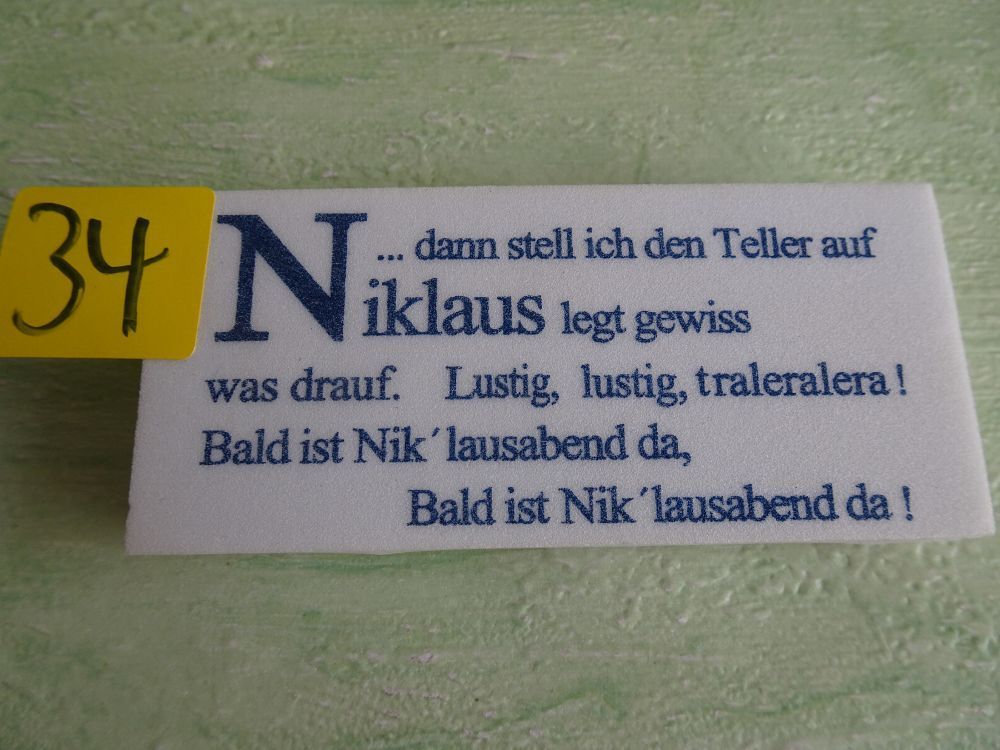 34
... dann stell ich den Teller auf
Niklaus legt gewiss
was drauf. Lustig, lustig, traleralera !
Bald ist Nik´lausabend da,
Bald ist Nik´lausabend da !